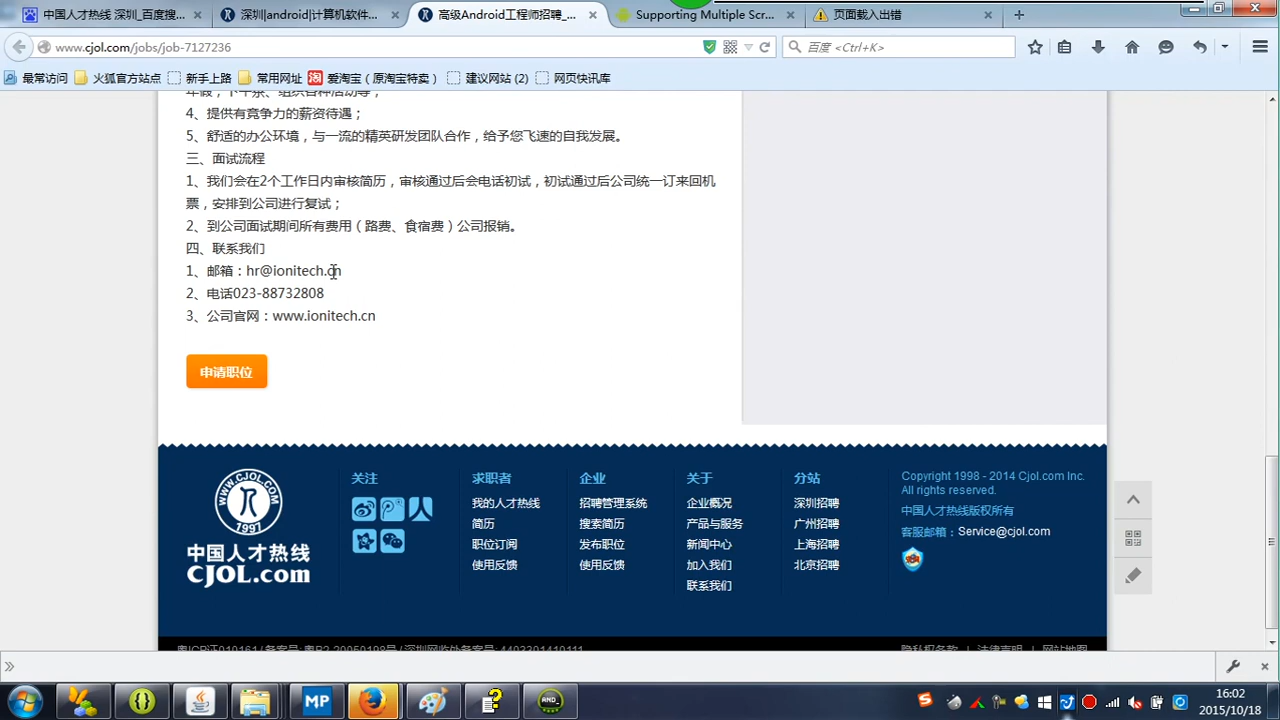 中国人才热线 深圳_百度搜...
深圳|android|计算机软件...
高级Android工程师招聘_...
Supporting Multiple Scr...
页面载入错误
www.cjol.com/jobs/job-7127236
百度 <Ctrl+K>
最常访问 火狐官方站点 新手上路 常用网址 爱淘宝（原淘宝特卖） 建议网站 (2) 网页快讯库
4、提供有竞争力的薪资待遇；
5、舒适的办公环境，与一流的精英研发团队合作，给予您飞速的自我发展。
三、面试流程
1、我们会在2个工作日内审核简历，审核通过后会电话初试，初试通过后公司统一订来回机
票，安排到公司进行复试；
2、到公司面试期间所有费用（路费、食宿费）公司报销。
四、联系我们
1、邮箱：hr@ionitech.cn
2、电话023-88732808
3、公司官网：www.ionitech.cn
申请职位
WWW.CJOL.COM
1997
中国人才热线
CJOL.com
关注
求职者
我的人才热线
简历
职位订阅
使用反馈
企业
招聘管理系统
搜索简历
发布职位
使用反馈
关于
企业概况
产品与服务
新闻中心
加入我们
联系我们
分站
深圳招聘
广州招聘
上海招聘
北京招聘
Copyright 1998 - 2014 Cjol.com Inc.
All rights reserved.
中国人才热线版权所有
客服邮箱：Service@cjol.com
MP
AND_
16:02
2015/10/18